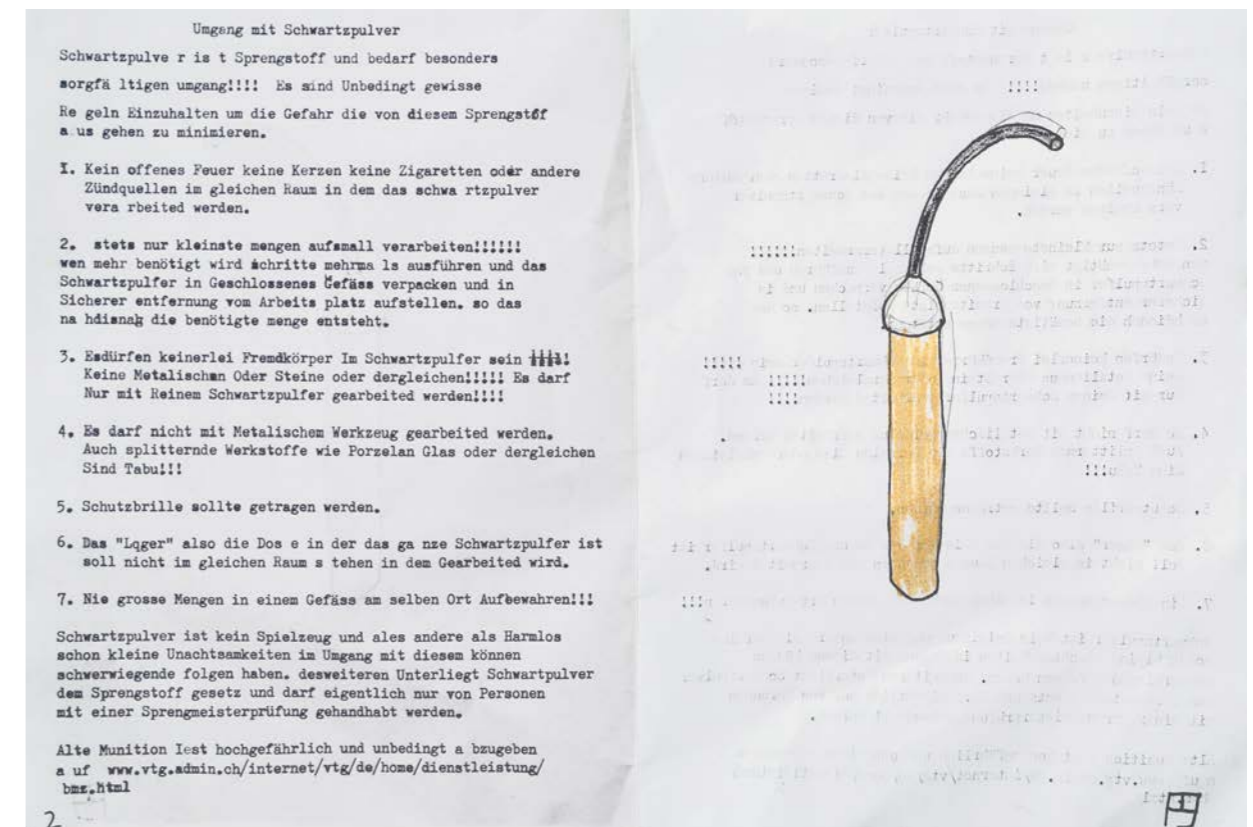 Umgang mit Schwartzpulver
Schwartzpulve r is t Sprengstoff und bedarf besonders
sorgfä ltigen umgang!!!! Es sind Unbedingt gewisse
Re geln Einzuhalten um die Gefahr die von diesem Sprengstøf
a us gehen zu minimieren.
I. Kein offenes Feuer keine Kerzen keine Zigaretten oder andere
Zündquellen im gleichen Raum in dem das schwa rtzpulver
vera rbeited werden.
2. stets nur kleinste mengen aufsmall verarbeiten!!!!!!
wen mehr benötigt wird schritte mehrma ls ausführen und das
Schwartzpulfer in Geschlossenes Gefäss verpacken und in
Sicherer entfernung vom Arbeits platz aufstellen. so das
na hdisnah die benötigte menge entsteht.
3. Esdürfen keinerlei Fremdkörper Im Schwartzpulfer sein !!!!!
Keine Metalischen Oder Steine oder dergleichen!!!!! Es darf
Nur mit Reinem Schwartzpulfer gearbeited werden!!!!
4. Es darf nicht mit Metalischem Werkzeug gearbeited werden.
Auch splitternde Werkstoffe wie Porzelan Glas oder dergleichen
Sind Tabu!!!
5. Schutzbrille sollte getragen werden.
6. Das "Lqger" also die Dos e in der das ga nze Schwartzpulfer ist
soll nicht im gleichen Raum s tehen in dem Gearbeited wird.
7. Nie grosse Mengen in einem Gefäss am selben Ort Aufbewahren!!!
Schwartzpulver ist kein Spielzeug und ales andere als Harmlos
schon kleine Unachtsamkeiten im Umgang mit diesem können
schwerwiegende folgen haben. desweiteren Unterliegt Schwartpulver
dem Sprengstoff gesetz und darf eigentlich nur von Personen
mit einer Sprengmeisterprüfung gehandhabt werden.
Alte Munition Iest hochgefährlich und unbedingt a bzugeben
a uf www.vtg.admin.ch/internet/vtg/de/home/dienstleistung/
bmz.html
2